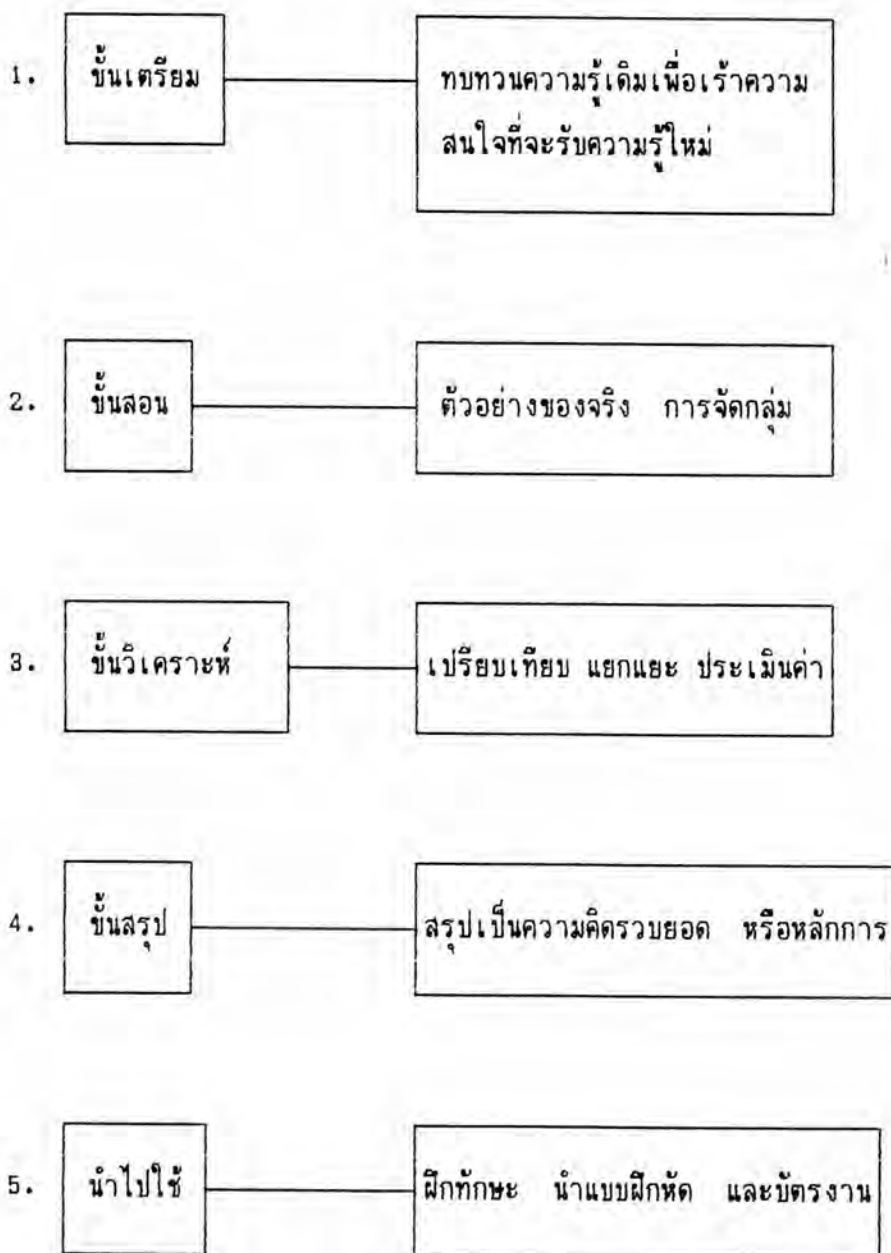 1. ขั้นเตรียม ทบทวนความรู้เดิมเพื่อเร้าความ
สนใจที่จะรับความรู้ใหม่
2. ขั้นสอน ตัวอย่างของจริง การจัดกลุ่ม
3. ขั้นวิเคราะห์ เปรียบเทียบ แยกแยะ ประเมินค่า
4. ขั้นสรุป สรุปเป็นความคิดรวบยอด หรือหลักการ
5. นำไปใช้ ฝึกทักษะ นำแบบฝึกหัด และบัตรงาน